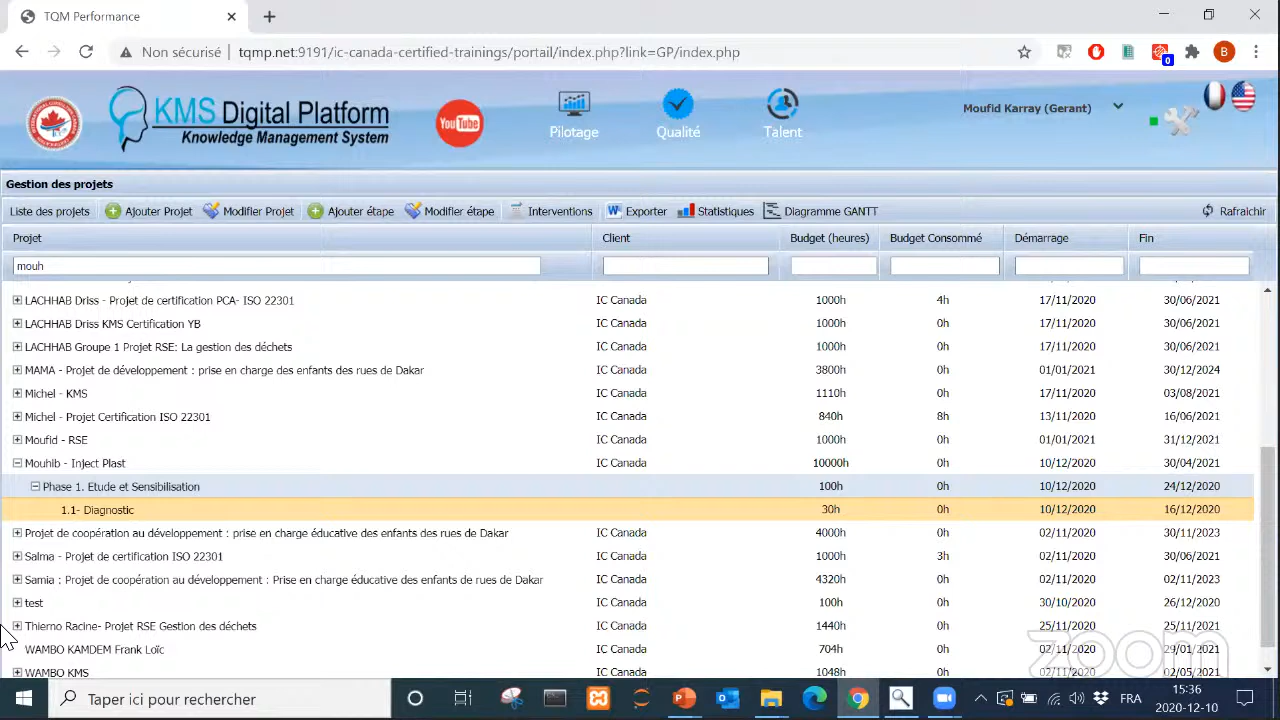 TQM Performance
Non sécurisé | tqmp.net:9191/ic-canada-certified-trainings/portail/index.php?link=GP/index.php
B
0
KMS Digital Platform
Knowledge Management System
YouTube
Pilotage
Qualité
Talent
Moufid Karray (Gerant)
Gestion des projets
Liste des projets Ajouter Projet Modifier Projet Ajouter étape Modifier étape Interventions Exporter Statistiques Diagramme GANTT Rafraichir
Projet Client Budget (heures) Budget Consommé Démarrage Fin
mouh
LACHHAB Driss - Projet de certification PCA- ISO 22301 IC Canada 1000h 4h 17/11/2020 30/06/2021
LACHHAB Driss KMS Certification YB IC Canada 1000h 0h 17/11/2020 30/06/2021
LACHHAB Groupe 1 Projet RSE: La gestion des déchets IC Canada 1000h 0h 17/11/2020 30/06/2021
MAMA - Projet de développement : prise en charge des enfants des rues de Dakar IC Canada 3800h 0h 01/01/2021 30/12/2024
Michel - KMS IC Canada 1110h 0h 17/11/2020 03/08/2021
Michel - Projet Certification ISO 22301 IC Canada 840h 8h 13/11/2020 16/06/2021
Moufid - RSE IC Canada 1000h 0h 01/01/2021 31/12/2021
Mouhib - Inject Plast IC Canada 10000h 0h 10/12/2020 30/04/2021
Phase 1. Etude et Sensibilisation 100h 0h 10/12/2020 24/12/2020
1.1- Diagnostic 30h 0h 10/12/2020 16/12/2020
Projet de coopération au développement : prise en charge éducative des enfants des rues de Dakar IC Canada 4000h 0h 02/11/2020 30/11/2023
Salma - Projet de certification ISO 22301 IC Canada 1000h 3h 02/11/2020 30/06/2021
Samia : Projet de coopération au développement : Prise en charge éducative des enfants de rues de Dakar IC Canada 4320h 0h 02/11/2020 02/11/2023
test IC Canada 100h 0h 30/10/2020 26/12/2020
Thierno Racine- Projet RSE Gestion des déchets IC Canada 1440h 0h 25/11/2020 25/11/2021
WAMBO KAMDEM Frank Loïc IC Canada 704h 0h 02/11/2020 29/01/2021
WAMBO KMS IC Canada 1048h 0h 02/11/2020 02/05/2021
zoom
Taper ici pour rechercher
FRA
15:36
2020-12-10